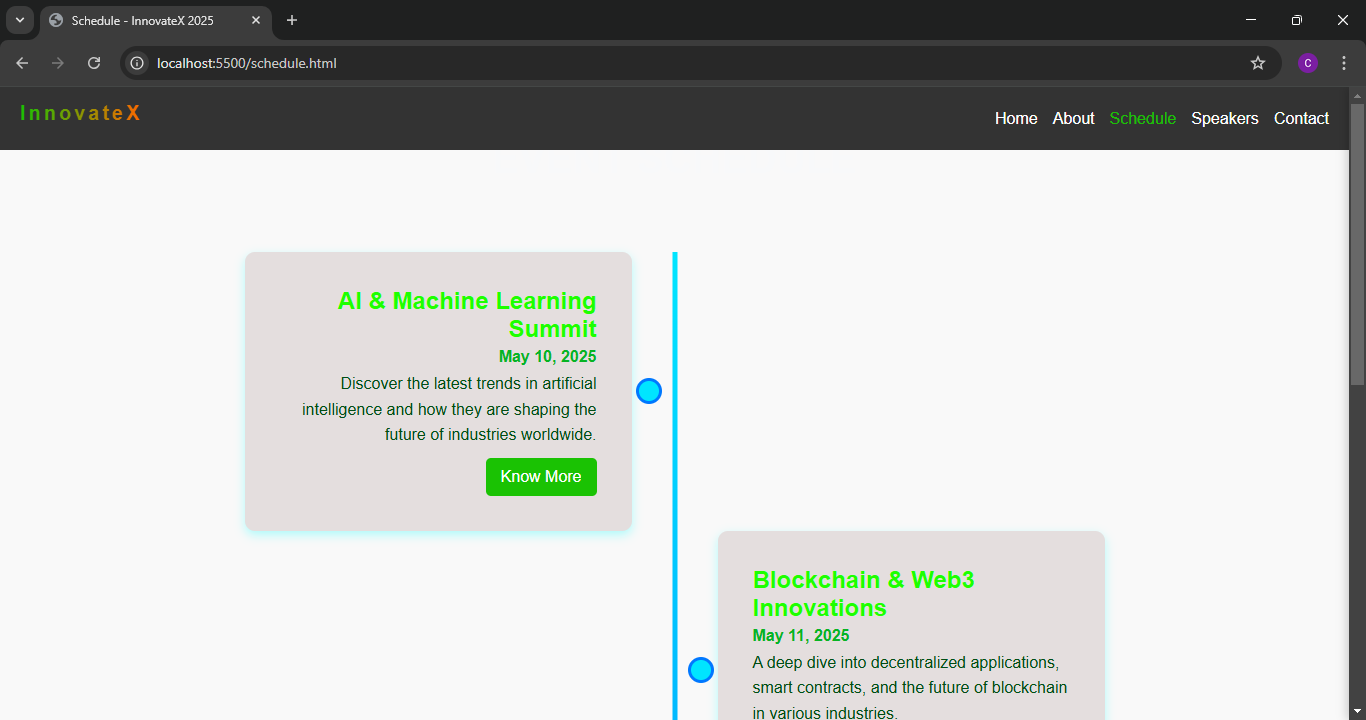 Schedule - InnovateX 2025
localhost:5500/schedule.html
C
InnovateX
Home About Schedule Speakers Contact
AI & Machine Learning
Summit
May 10, 2025
Discover the latest trends in artificial
intelligence and how they are shaping the
future of industries worldwide.
Know More
Blockchain & Web3
Innovations
May 11, 2025
A deep dive into decentralized applications,
smart contracts, and the future of blockchain
in various industries.